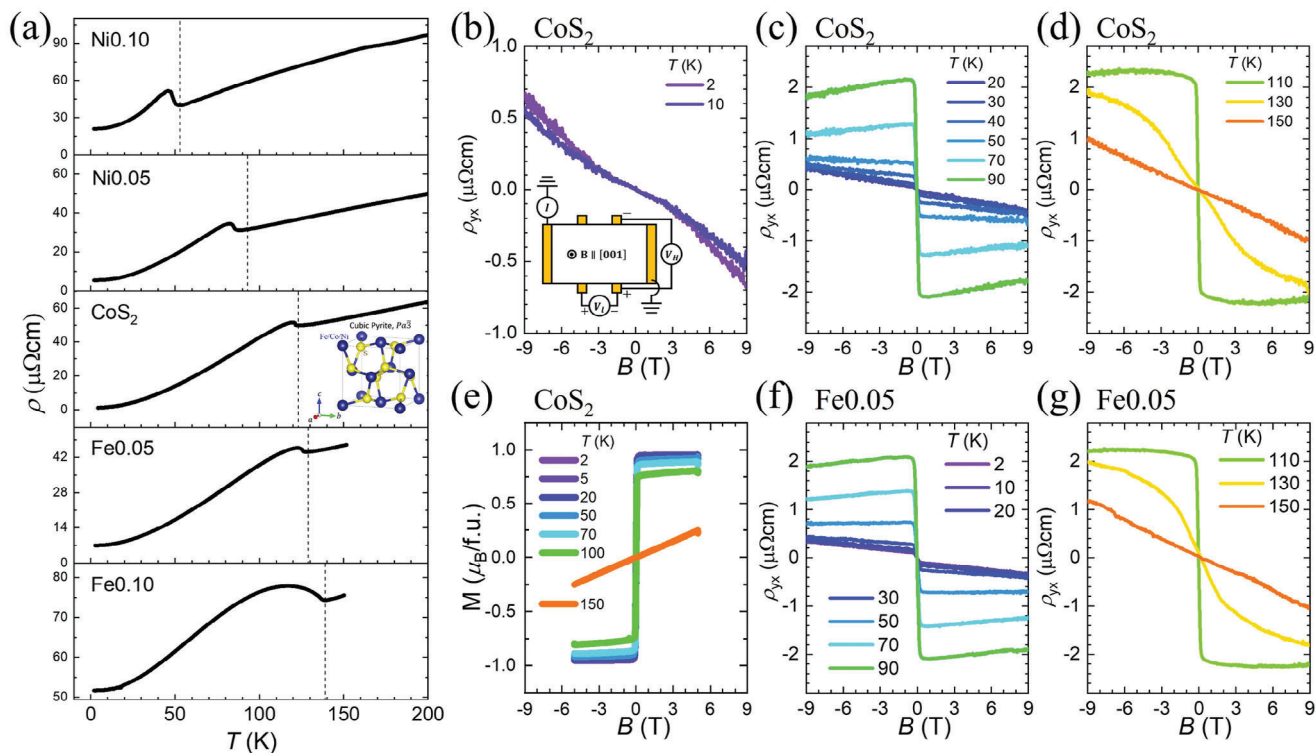 (a)
Ni0.10
90
60
30
0
Ni0.05
60
40
20
0
CoS₂
60
45
30
15
0
Cubic Pyrite, Pa3̅
Fe/Co/Ni
S
c
a
b
Fe0.05
42
28
14
0
Fe0.10
80
70
60
50
ρ (μΩcm)
0 50 100 150 200
T (K)
(b) CoS₂
T (K)
2
10
1.0
0.5
0.0
-0.5
-1.0
ρyx (μΩcm)
I
B || [001]
−
VH
+
+ V₁ −
-9 -6 -3 0 3 6 9
B (T)
(c) CoS₂
T (K)
20
30
40
50
70
90
2
1
0
-1
-2
ρyx (μΩcm)
-9 -6 -3 0 3 6 9
B (T)
(d) CoS₂
T (K)
110
130
150
2
1
0
-1
-2
ρyx (μΩcm)
-9 -6 -3 0 3 6 9
B (T)
(e) CoS₂
T (K)
2
5
20
50
70
100
150
1.0
0.5
0.0
-0.5
-1.0
M (μB/f.u.)
-9 -6 -3 0 3 6 9
B (T)
(f) Fe0.05
T (K)
2
10
20
30
50
70
90
2
1
0
-1
-2
ρyx (μΩcm)
-9 -6 -3 0 3 6 9
B (T)
(g) Fe0.05
T (K)
110
130
150
2
1
0
-1
-2
ρyx (μΩcm)
-9 -6 -3 0 3 6 9
B (T)